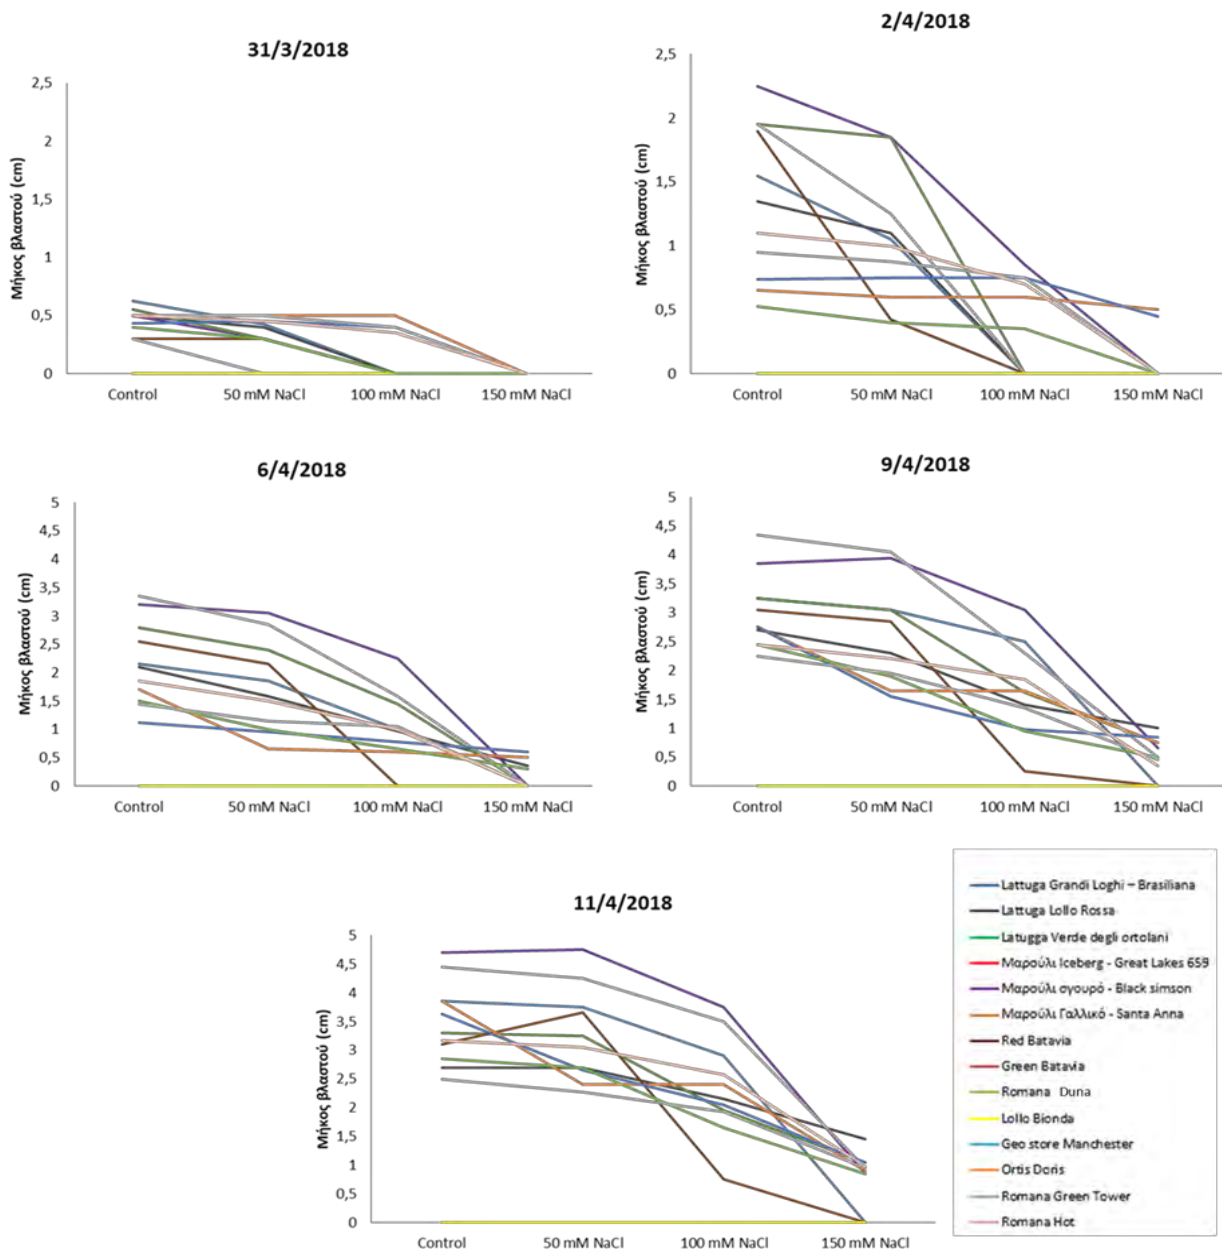 31/3/2018
Μήκος βλαστού (cm)
2,5
2
1,5
1
0,5
0
Control 50 mM NaCl 100 mM NaCl 150 mM NaCl
2/4/2018
Μήκος βλαστού (cm)
2,5
2
1,5
1
0,5
0
Control 50 mM NaCl 100 mM NaCl 150 mM NaCl
6/4/2018
Μήκος βλαστού (cm)
5
4,5
4
3,5
3
2,5
2
1,5
1
0,5
0
Control 50 mM NaCl 100 mM NaCl 150 mM NaCl
9/4/2018
Μήκος βλαστού (cm)
5
4,5
4
3,5
3
2,5
2
1,5
1
0,5
0
Control 50 mM NaCl 100 mM NaCl 150 mM NaCl
11/4/2018
Μήκος βλαστού (cm)
5
4,5
4
3,5
3
2,5
2
1,5
1
0,5
0
Control 50 mM NaCl 100 mM NaCl 150 mM NaCl
Lattuga Grandi Loghi – Brasiliana
Lattuga Lollo Rossa
Latugga Verde degli ortolani
Μαρούλι Iceberg - Great Lakes 659
Μαρούλι σγουρό - Black simson
Μαρούλι Γαλλικό - Santa Anna
Red Batavia
Green Batavia
Romana Duna
Lollo Bionda
Geo store Manchester
Ortis Doris
Romana Green Tower
Romana Hot